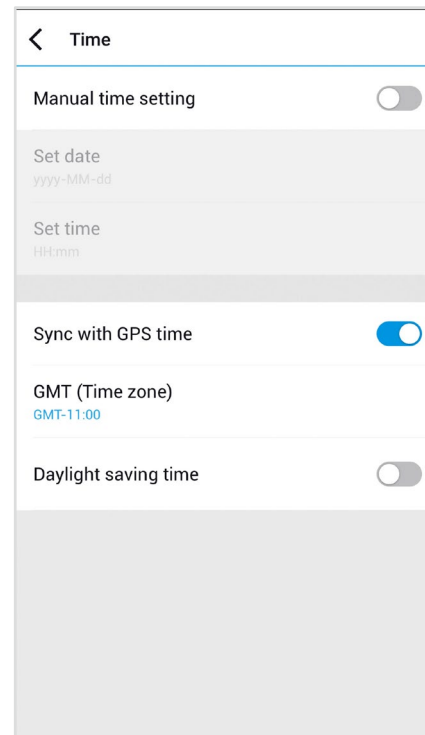 Time
Manual time setting
Set date
yyyy-MM-dd
Set time
HH:mm
Sync with GPS time
GMT (Time zone)
GMT-11:00
Daylight saving time